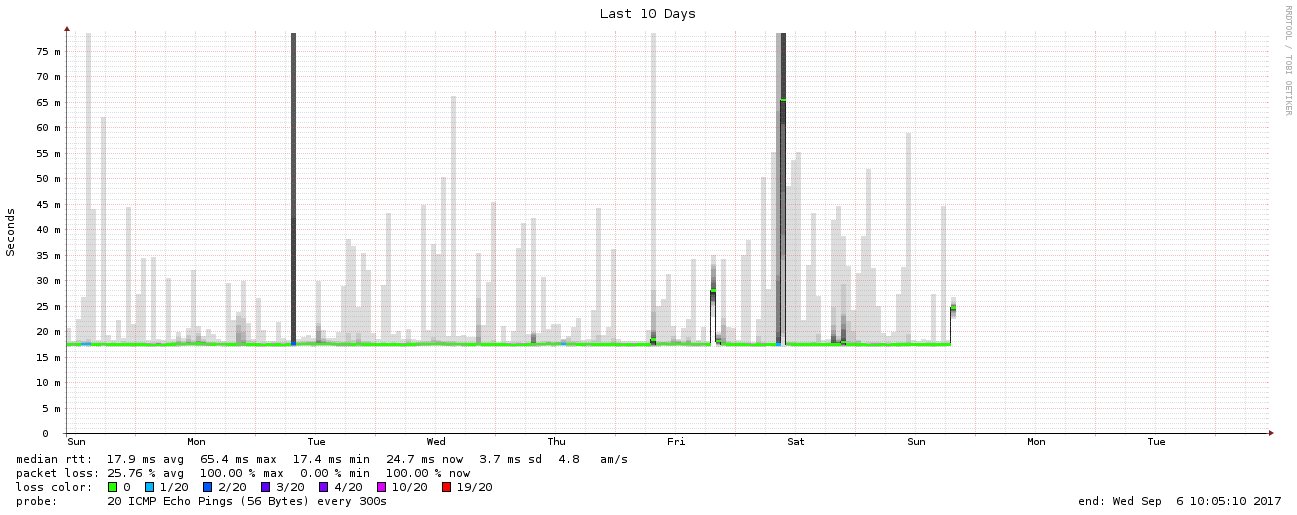 Last 10 Days
RRDTOOL / TOBI OETIKER
Seconds
75 m
70 m
65 m
60 m
55 m
50 m
45 m
40 m
35 m
30 m
25 m
20 m
15 m
10 m
5 m
0
Sun Mon Tue Wed Thu Fri Sat Sun Mon Tue
median rtt: 17.9 ms avg 65.4 ms max 17.4 ms min 24.7 ms now 3.7 ms sd 4.8 am/s
packet loss: 25.76 % avg 100.00 % max 0.00 % min 100.00 % now
loss color: 0 1/20 2/20 3/20 4/20 10/20 19/20
probe: 20 ICMP Echo Pings (56 Bytes) every 300s end: Wed Sep 6 10:05:10 2017